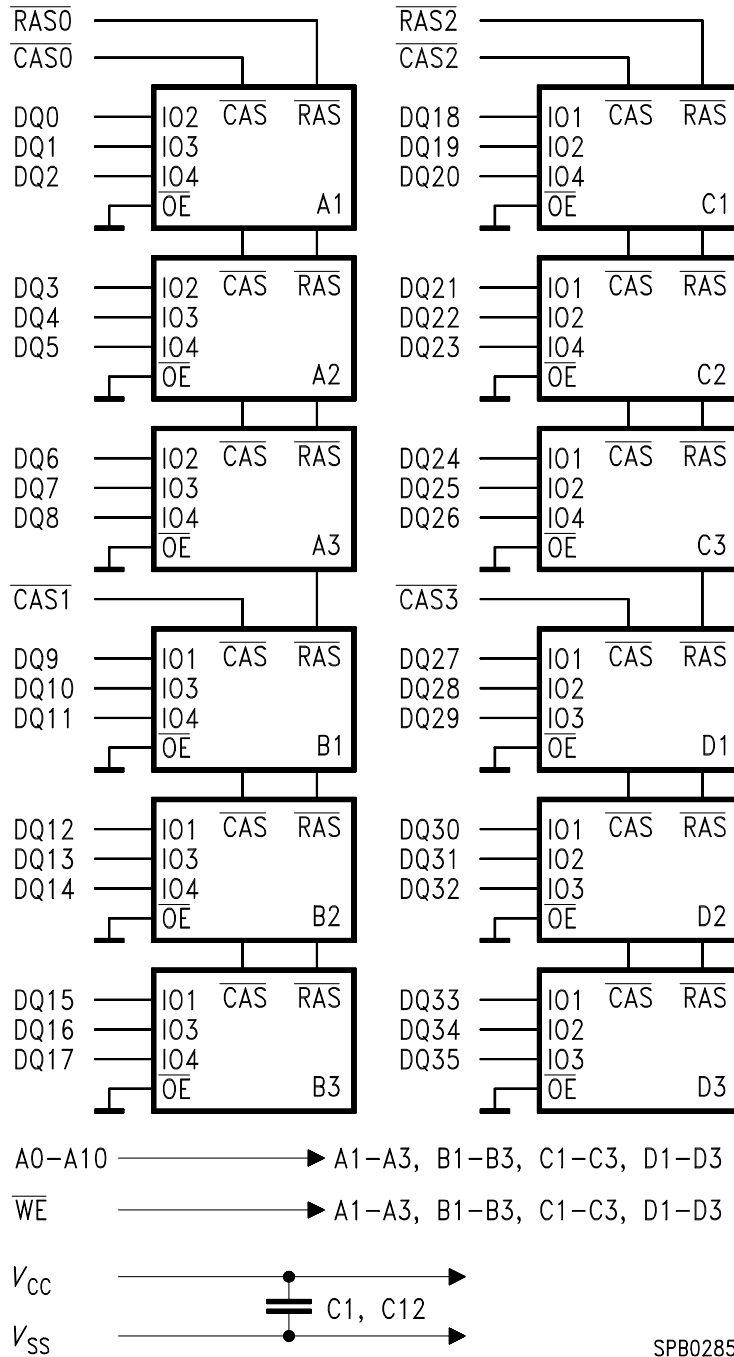 RAS0
CAS0
DQ0 IO2 CAS RAS
DQ1 IO3
DQ2 IO4
OE A1
DQ3 IO2 CAS RAS
DQ4 IO3
DQ5 IO4
OE A2
DQ6 IO2 CAS RAS
DQ7 IO3
DQ8 IO4
OE A3
CAS1
DQ9 IO1 CAS RAS
DQ10 IO3
DQ11 IO4
OE B1
DQ12 IO1 CAS RAS
DQ13 IO3
DQ14 IO4
OE B2
DQ15 IO1 CAS RAS
DQ16 IO3
DQ17 IO4
OE B3
RAS2
CAS2
DQ18 IO1 CAS RAS
DQ19 IO2
DQ20 IO4
OE C1
DQ21 IO1 CAS RAS
DQ22 IO2
DQ23 IO4
OE C2
DQ24 IO1 CAS RAS
DQ25 IO2
DQ26 IO4
OE C3
CAS3
DQ27 IO1 CAS RAS
DQ28 IO2
DQ29 IO3
OE D1
DQ30 IO1 CAS RAS
DQ31 IO2
DQ32 IO3
OE D2
DQ33 IO1 CAS RAS
DQ34 IO2
DQ35 IO3
OE D3
A0-A10 A1-A3, B1-B3, C1-C3, D1-D3
WE A1-A3, B1-B3, C1-C3, D1-D3
VCC
C1, C12
VSS
SPB0285